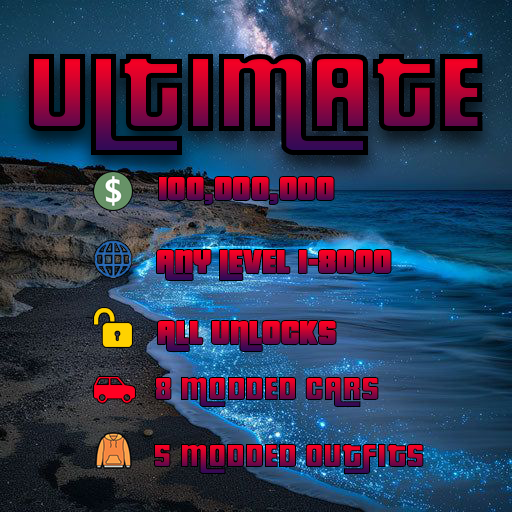 ULTIMATE
$ 100,000,000
ANY LEVEL 1-8000
ALL UNLOCKS
8 MODDED CARS
5 MODDED OUTFITS